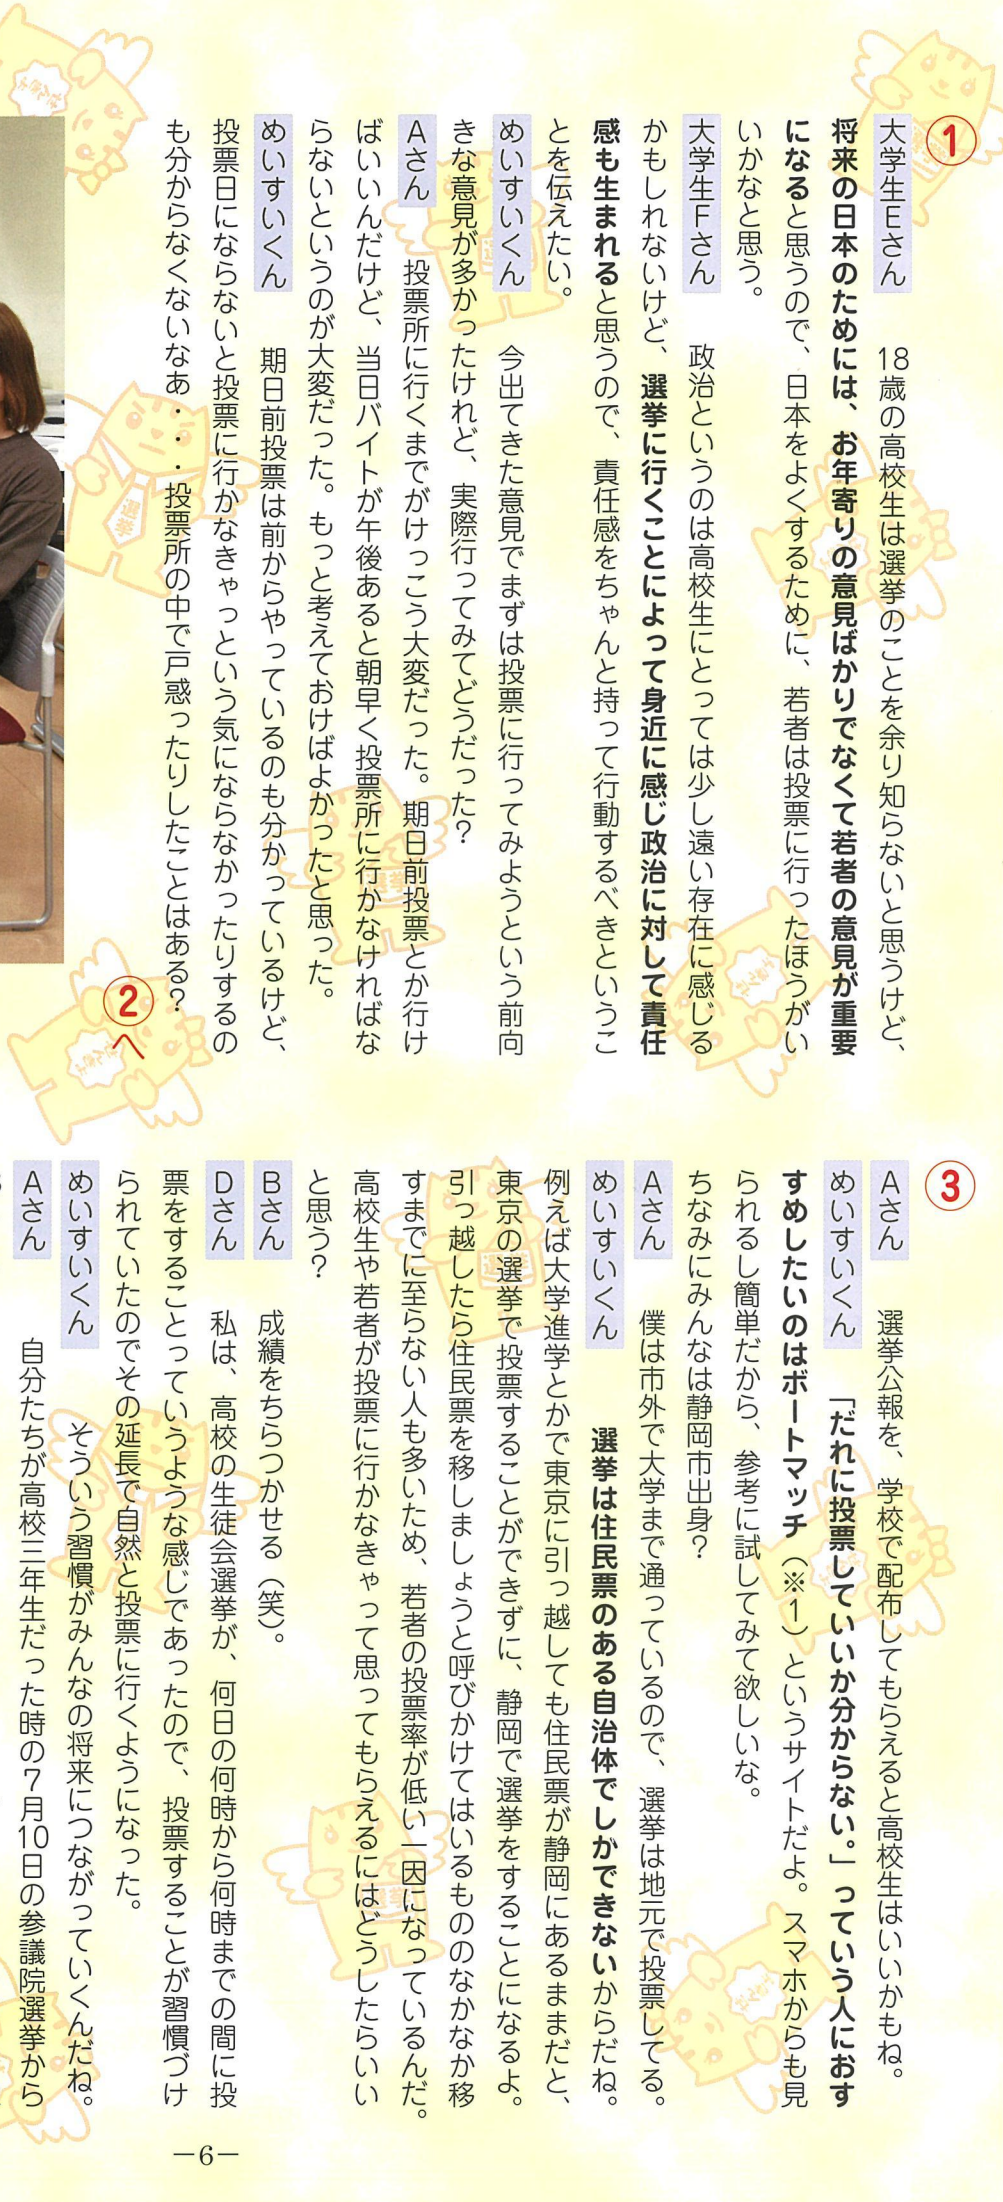 ①
大学生Eさん　18歳の高校生は選挙のことを余り知らないと思うけど、
将来の日本のためには、お年寄りの意見ばかりでなくて若者の意見が重要
になると思うので、日本をよくするために、若者は投票に行ったほうがい
いかなと思う。
大学生Fさん　政治というのは高校生にとっては少し遠い存在に感じる
かもしれないけど、選挙に行くことによって身近に感じ政治に対して責任
感も生まれると思うので、責任感をちゃんと持って行動するべきというこ
とを伝えたい。
めいすいくん　今出てきた意見でまずは投票に行ってみようという前向
きな意見が多かったけれど、実際行ってみてどうだった？
Aさん　投票所に行くまでがけっこう大変だった。期日前投票とか行け
ばいいんだけど、当日バイトが午後あると朝早く投票所に行かなければな
らないというのが大変だった。もっと考えておけばよかったと思った。
めいすいくん　期日前投票は前からやっているのも分かっているけど、
投票日にならないと投票に行かなきゃっという気にならなかったりするの
も分からなくないなあ・・・投票所の中で戸惑ったりしたことはある？
②へ
③
Aさん　選挙公報を、学校で配布してもらえると高校生はいいかもね。
めいすいくん　「だれに投票していいか分からない。」っていう人におす
すめしたいのはボートマッチ（※1）というサイトだよ。スマホからも見
られるし簡単だから、参考に試してみて欲しいな。
ちなみにみんなは静岡市出身？
Aさん　僕は市外で大学まで通っているので、選挙は地元で投票してる。
めいすいくん　選挙は住民票のある自治体でしかできないからだね。
例えば大学進学とかで東京に引っ越しても住民票が静岡にあるままだと、
東京の選挙で投票することができずに、静岡で選挙をすることになるよ。
引っ越したら住民票を移しましょうと呼びかけてはいるもののなかなか移
すまでに至らない人も多いため、若者の投票率が低い一因になっているんだ。
高校生や若者が投票に行かなきゃって思ってもらえるにはどうしたらいい
と思う？
Bさん　成績をちらつかせる（笑）。
Dさん　私は、高校の生徒会選挙が、何日の何時から何時までの間に投
票をすることっていうような感じであったので、投票することが習慣づけ
られていたのでその延長で自然と投票に行くようになった。
めいすいくん　そういう習慣がみんなの将来につながっていくんだね。
Aさん　自分たちが高校三年生だった時の7月10日の参議院選挙から
－6－